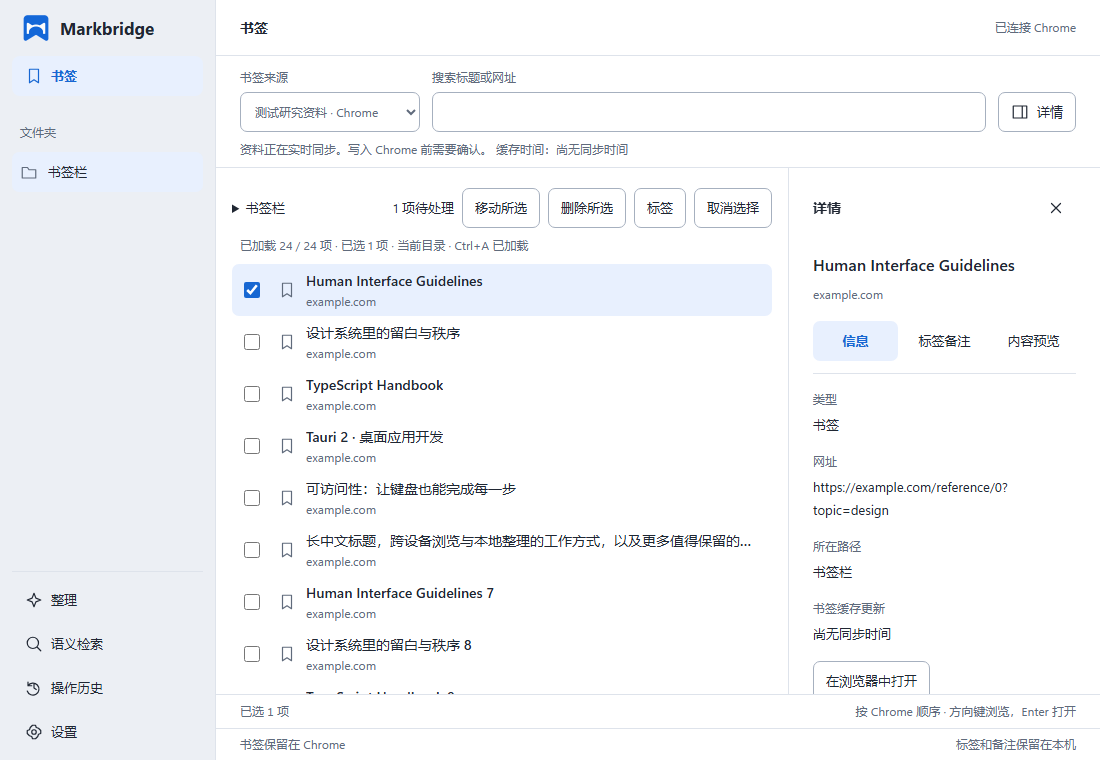 Markbridge
书签
文件夹
书签栏
整理
语义检索
操作历史
设置
书签
已连接 Chrome
书签来源
搜索标题或网址
测试研究资料 · Chrome
详情
资料正在实时同步。写入 Chrome 前需要确认。 缓存时间：尚无同步时间
书签栏
1 项待处理
移动所选
删除所选
标签
取消选择
已加载 24 / 24 项 · 已选 1 项 · 当前目录 · Ctrl+A 已加载
Human Interface Guidelines
example.com
设计系统里的留白与秩序
example.com
TypeScript Handbook
example.com
Tauri 2 · 桌面应用开发
example.com
可访问性：让键盘也能完成每一步
example.com
长中文标题，跨设备浏览与本地整理的工作方式，以及更多值得保留的...
example.com
Human Interface Guidelines 7
example.com
设计系统里的留白与秩序 8
example.com
详情
Human Interface Guidelines
example.com
信息
标签备注
内容预览
类型
书签
网址
https://example.com/reference/0?
topic=design
所在路径
书签栏
书签缓存更新
尚无同步时间
在浏览器中打开
已选 1 项
按 Chrome 顺序 · 方向键浏览，Enter 打开
书签保留在 Chrome
标签和备注保留在本机